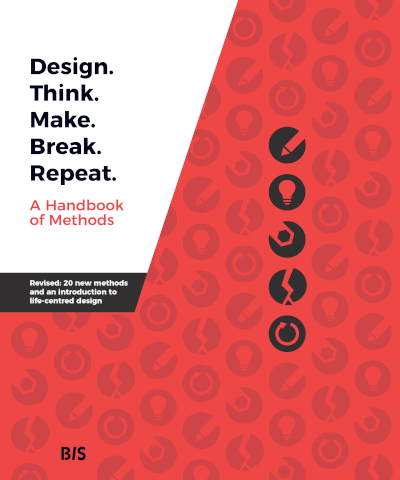 Design.
Think.
Make.
Break.
Repeat.
A Handbook
of Methods
Revised: 20 new methods
and an introduction to
life-centred design
BIS